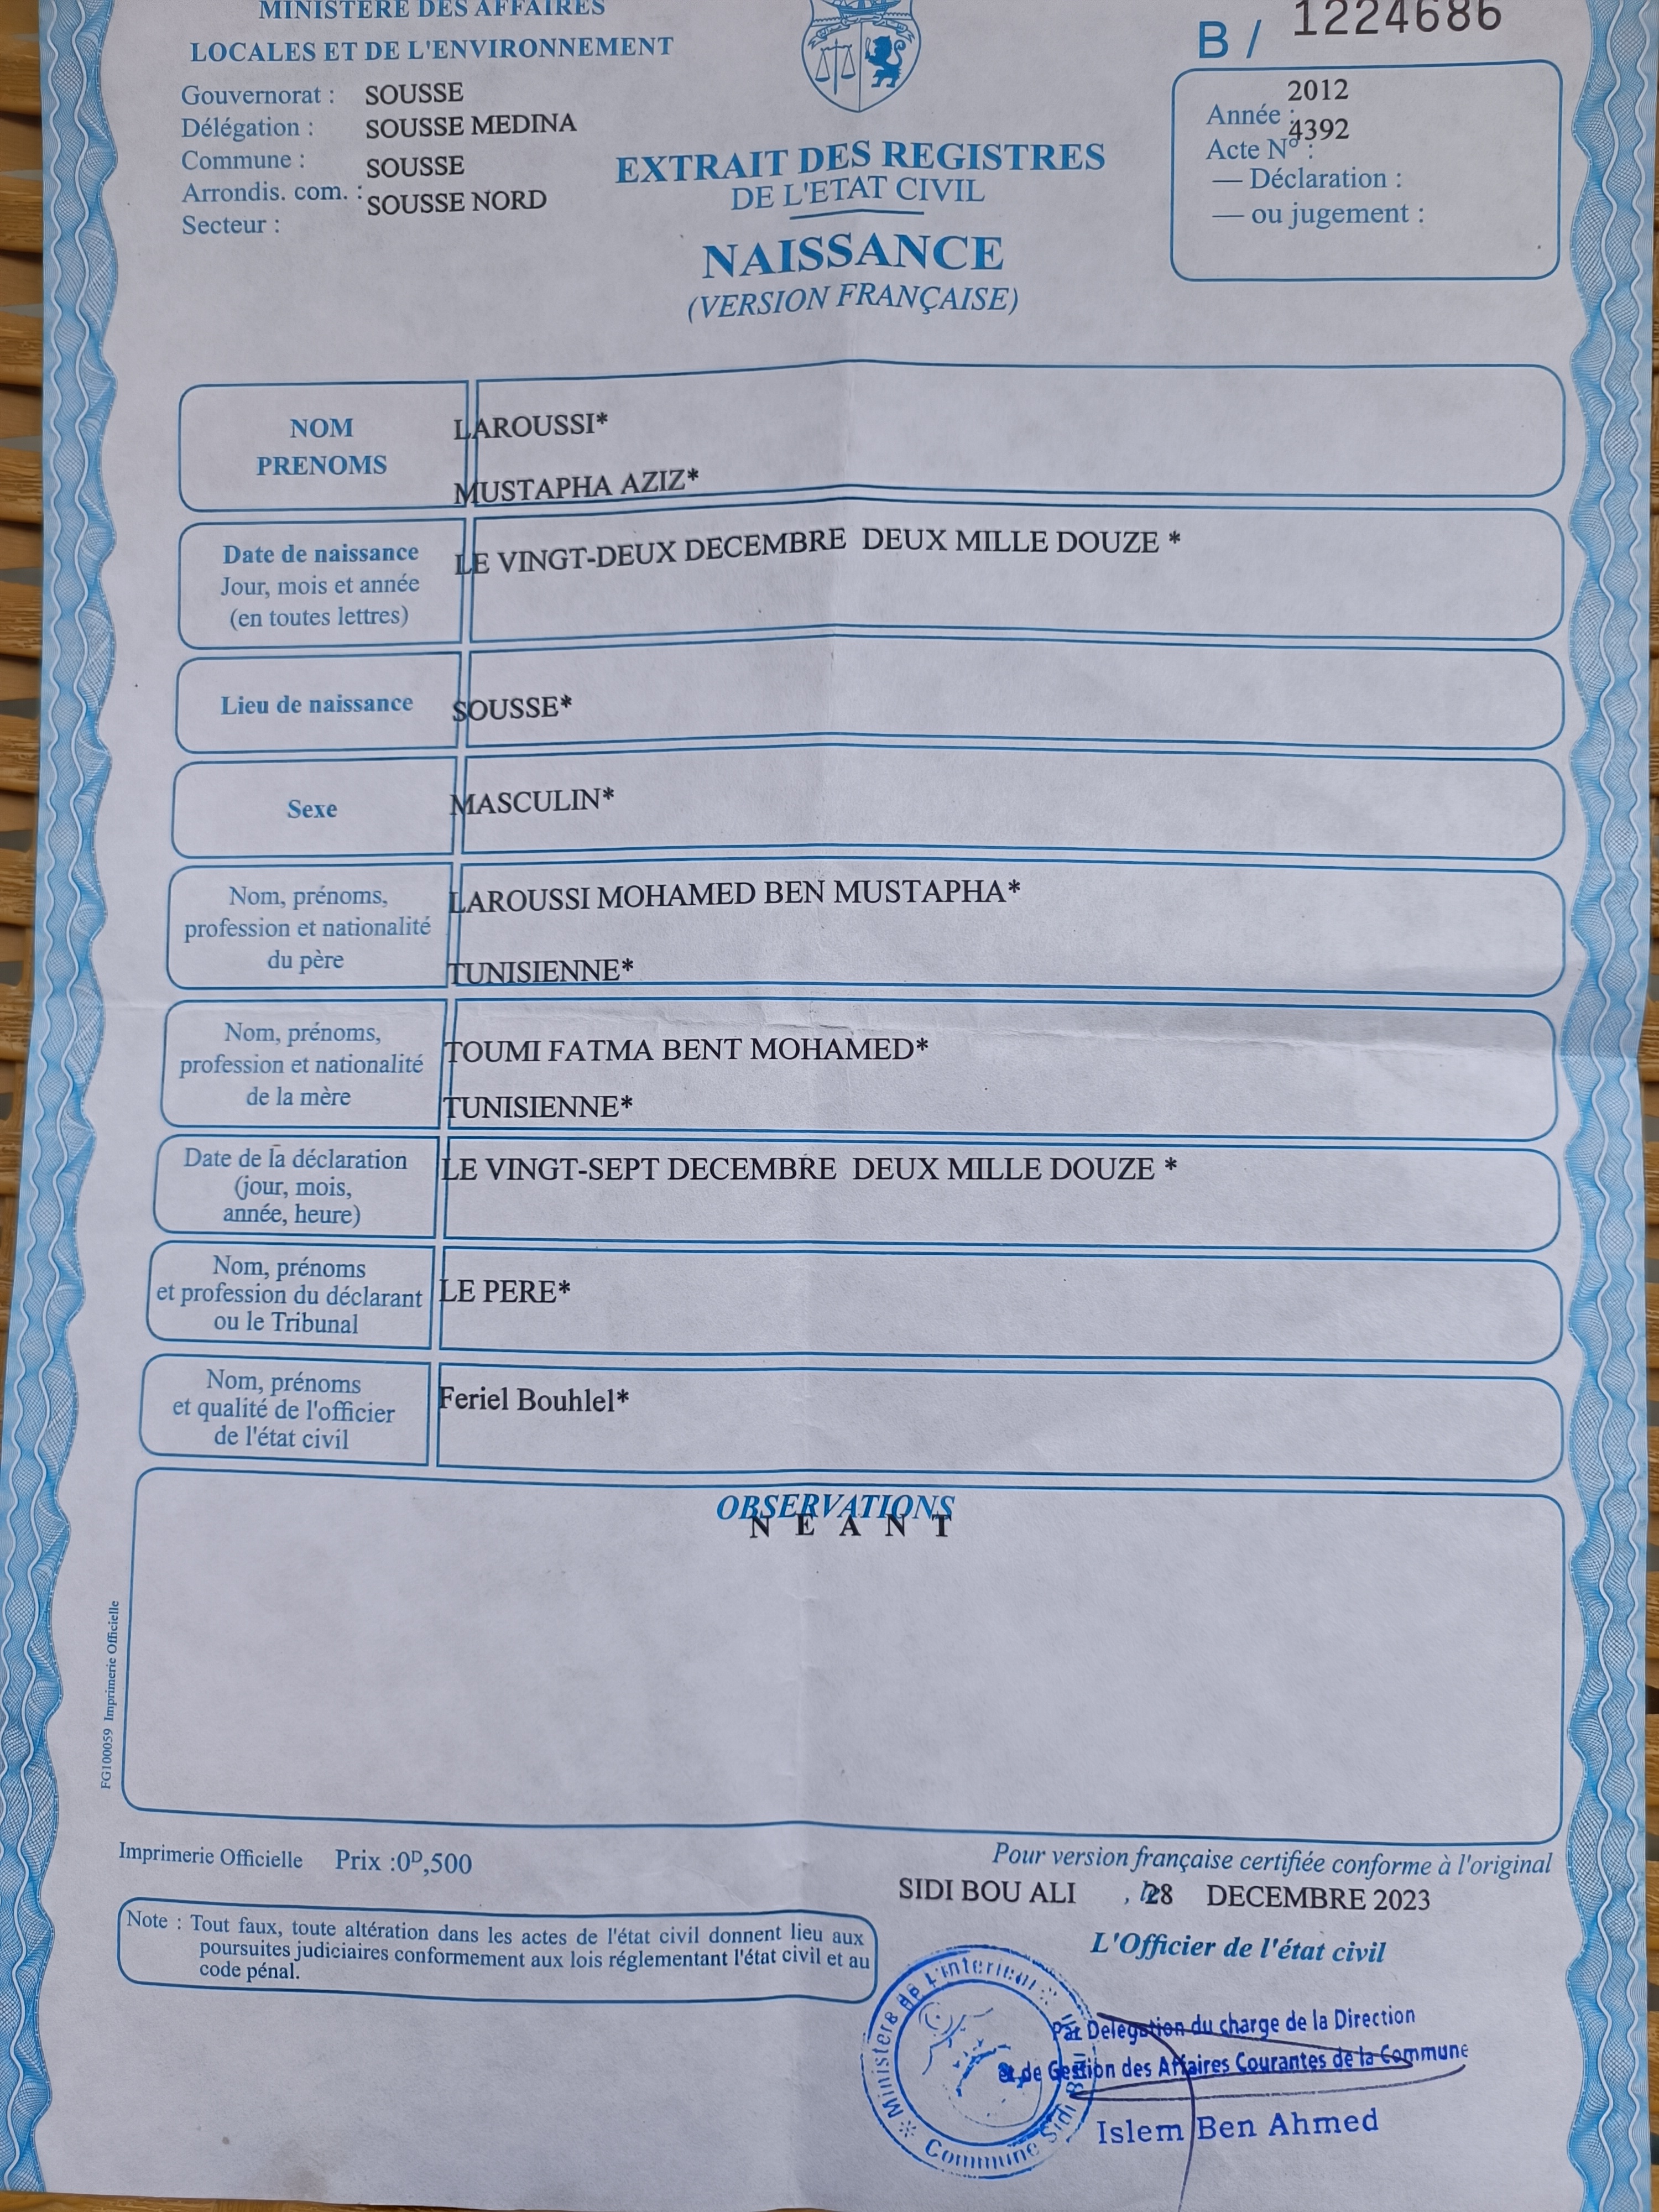 MINISTERE DES AFFAIRES
LOCALES ET DE L'ENVIRONNEMENT
Gouvernorat : SOUSSE
Délégation : SOUSSE MEDINA
Commune : SOUSSE
Arrondis. com. : SOUSSE NORD
Secteur :
EXTRAIT DES REGISTRES
DE L'ETAT CIVIL
NAISSANCE
(VERSION FRANÇAISE)
B / 1224686
Année : 2012
Acte N° : 4392
— Déclaration :
— ou jugement :
NOM
PRENOMS
LAROUSSI*
MUSTAPHA AZIZ*
Date de naissance
Jour, mois et année
(en toutes lettres)
LE VINGT-DEUX DECEMBRE DEUX MILLE DOUZE *
Lieu de naissance
SOUSSE*
Sexe
MASCULIN*
Nom, prénoms,
profession et nationalité
du père
LAROUSSI MOHAMED BEN MUSTAPHA*
TUNISIENNE*
Nom, prénoms,
profession et nationalité
de la mère
TOUMI FATMA BENT MOHAMED*
TUNISIENNE*
Date de la déclaration
(jour, mois,
année, heure)
LE VINGT-SEPT DECEMBRE DEUX MILLE DOUZE *
Nom, prénoms
et profession du déclarant
ou le Tribunal
LE PERE*
Nom, prénoms
et qualité de l'officier
de l'état civil
Feriel Bouhlel*
OBSERVATIONS
N E A N T
FG100059 Imprimerie Officielle
Imprimerie Officielle Prix :0ᴰ,500
Note : Tout faux, toute altération dans les actes de l'état civil donnent lieu aux
poursuites judiciaires conformement aux lois réglementant l'état civil et au
code pénal.
Pour version française certifiée conforme à l'original
SIDI BOU ALI , 28 DECEMBRE 2023
L'Officier de l'état civil
Par Delegation du charge de la Direction
et de Gestion des Affaires Courantes de la Commune
Islem Ben Ahmed
Ministere de L'interieur
Commune Sidi